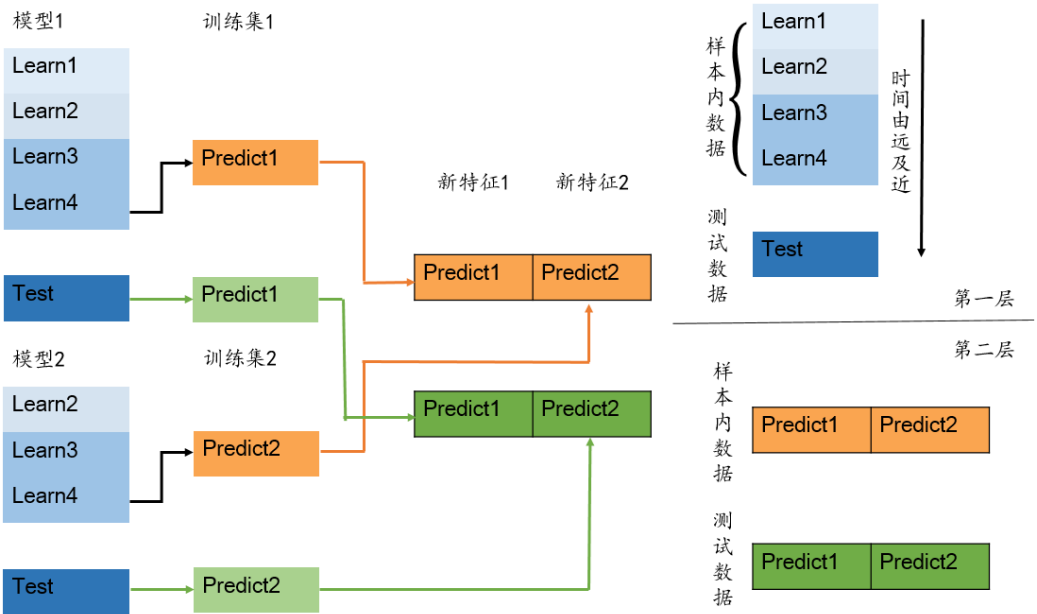 模型1
训练集1
Learn1
Learn2
Learn3
Learn4
Predict1
Test
Predict1
模型2
训练集2
Learn2
Learn3
Learn4
Predict2
Test
Predict2
新特征1
新特征2
Predict1
Predict2
Predict1
Predict2
样本内数据
Learn1
Learn2
Learn3
Learn4
时间由远及近
测试数据
Test
第一层
第二层
样本内数据
Predict1
Predict2
测试数据
Predict1
Predict2